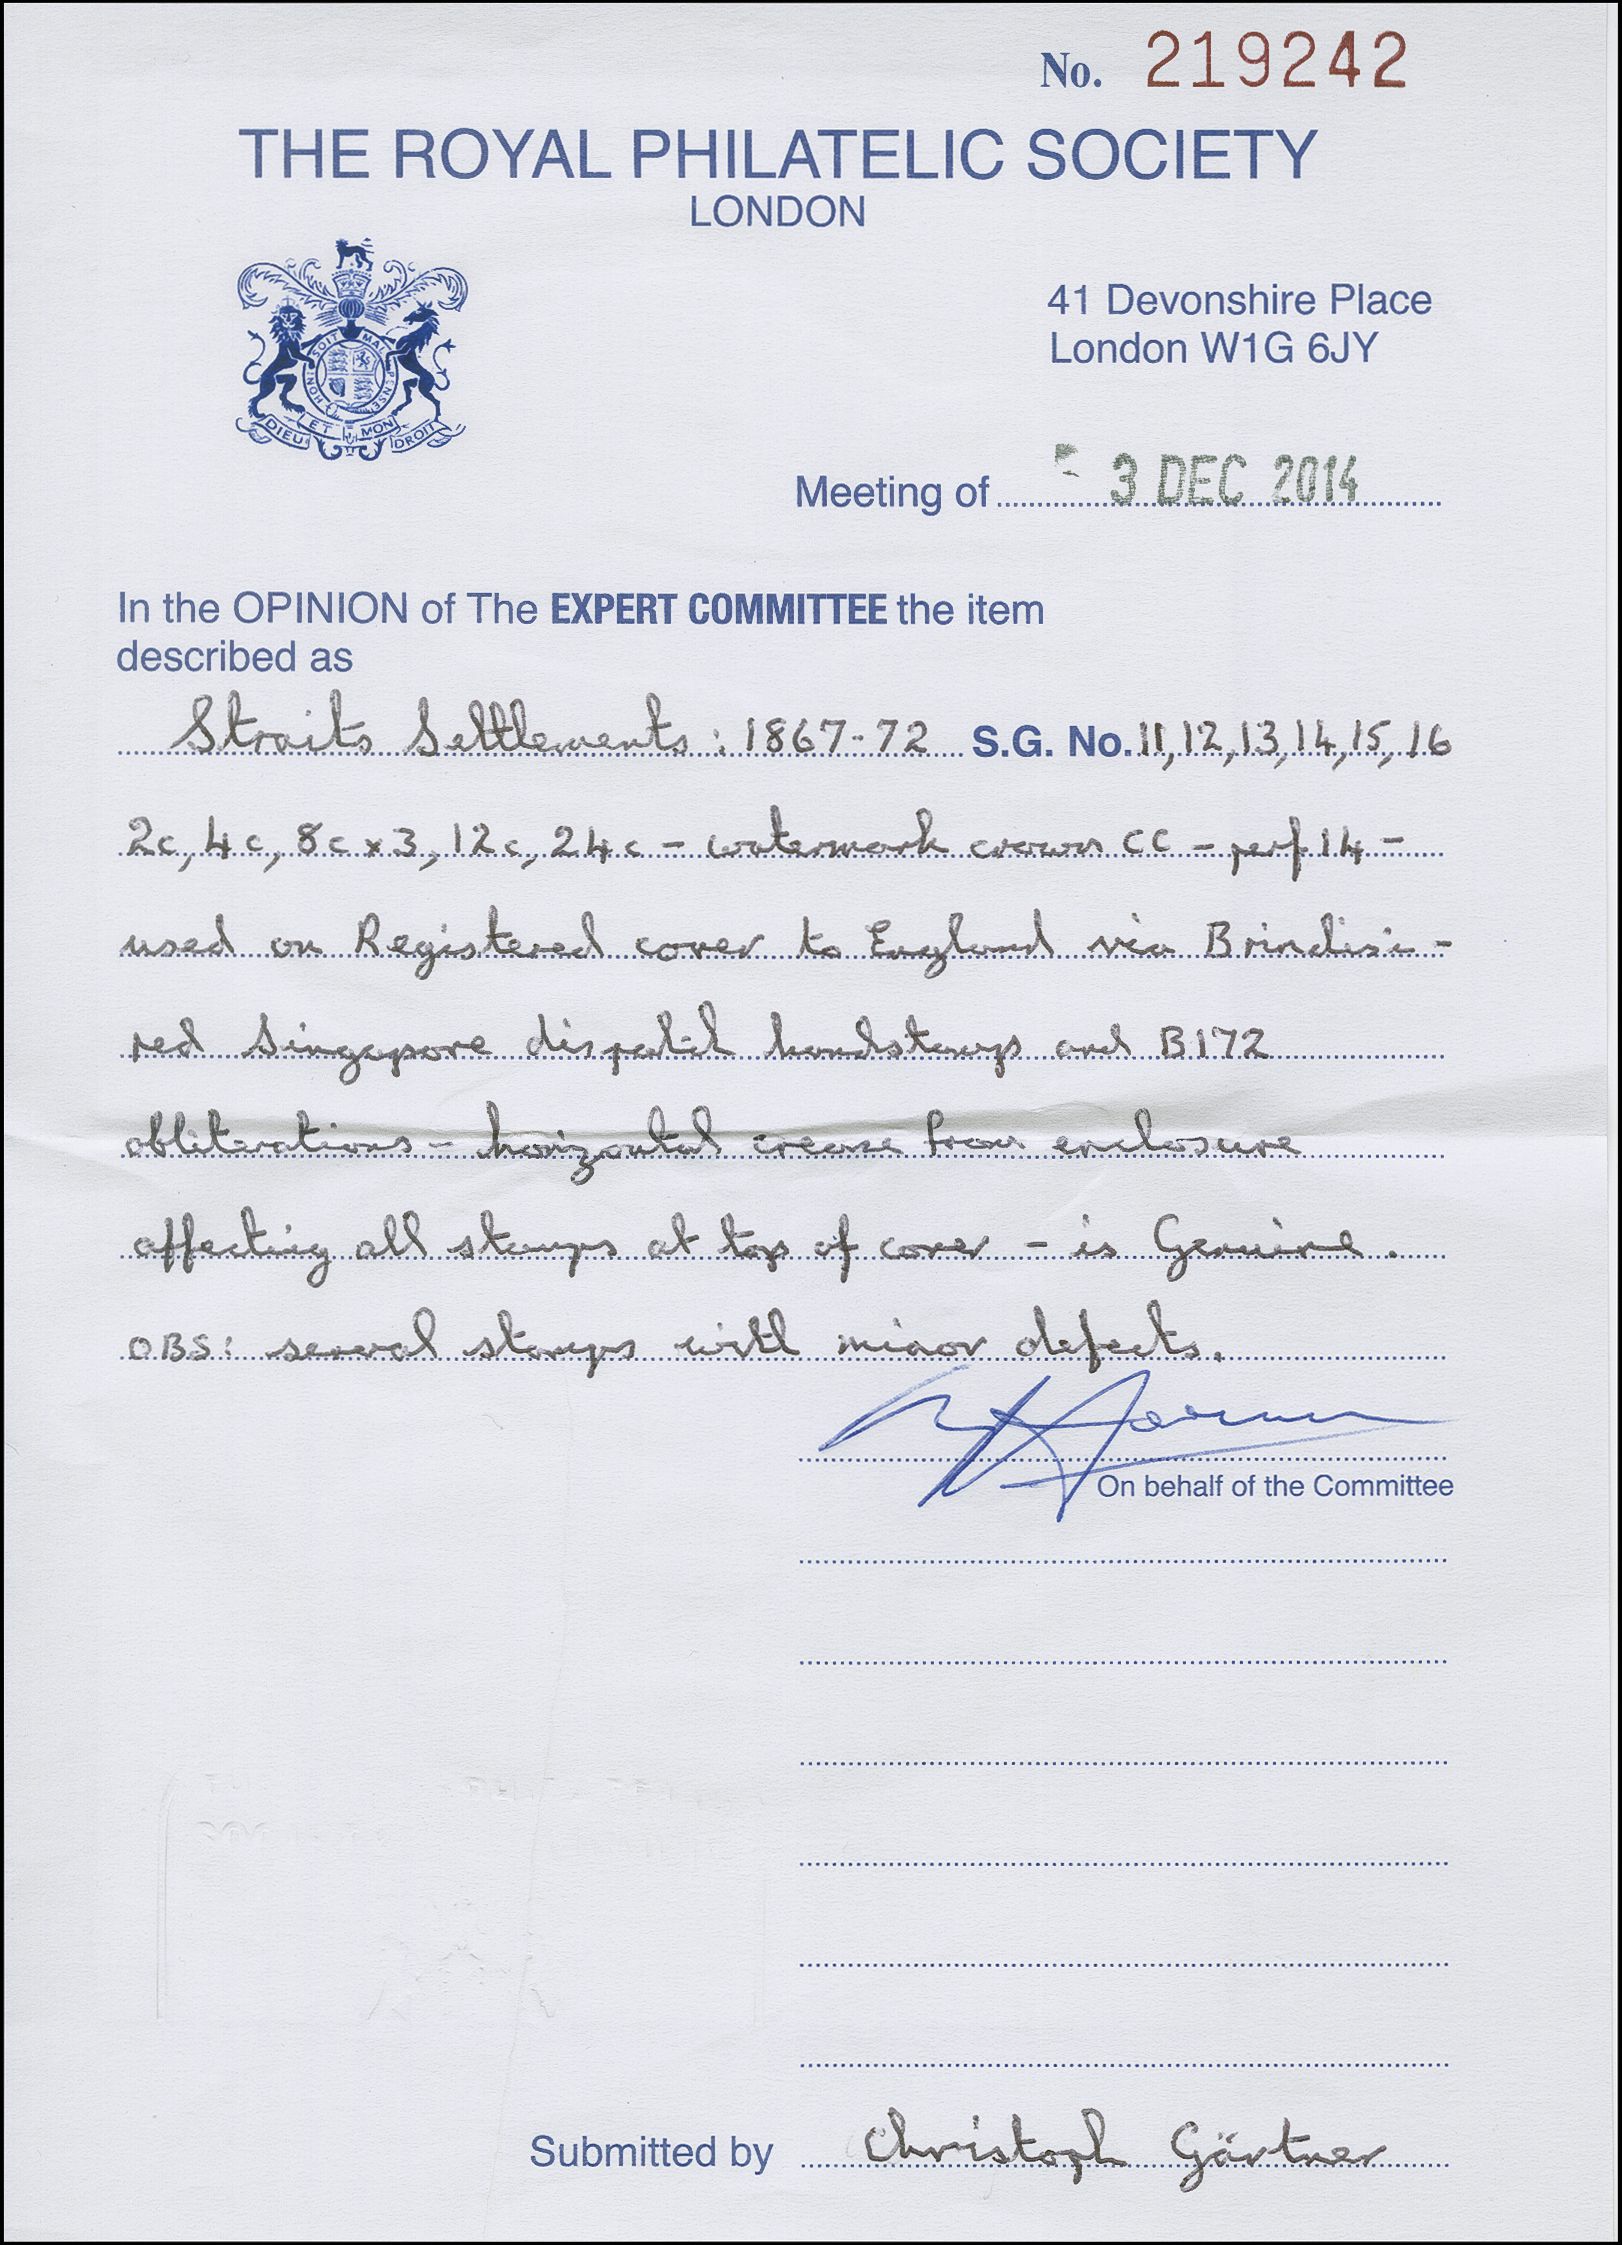 No. 219242
THE ROYAL PHILATELIC SOCIETY
LONDON
41 Devonshire Place
London W1G 6JY
HONI SOIT MAL PENSE
DIEU ET MON DROIT
Meeting of - 3 DEC 2014
In the OPINION of The EXPERT COMMITTEE the item
described as
Straits Settlements: 1867-72 S.G. No. 11, 12, 13, 14, 15, 16
2c, 4c, 8c x 3, 12c, 24c - watermark crown CC - perf 14 -
used on Registered cover to England via Brindisi -
red Singapore dispatch handstamps and B172
obliterations - horizontal crease from enclosure
affecting all stamps at top of cover - is Genuine.
OBS: several stamps with minor defects.
On behalf of the Committee
Submitted by Christoph Gärtner